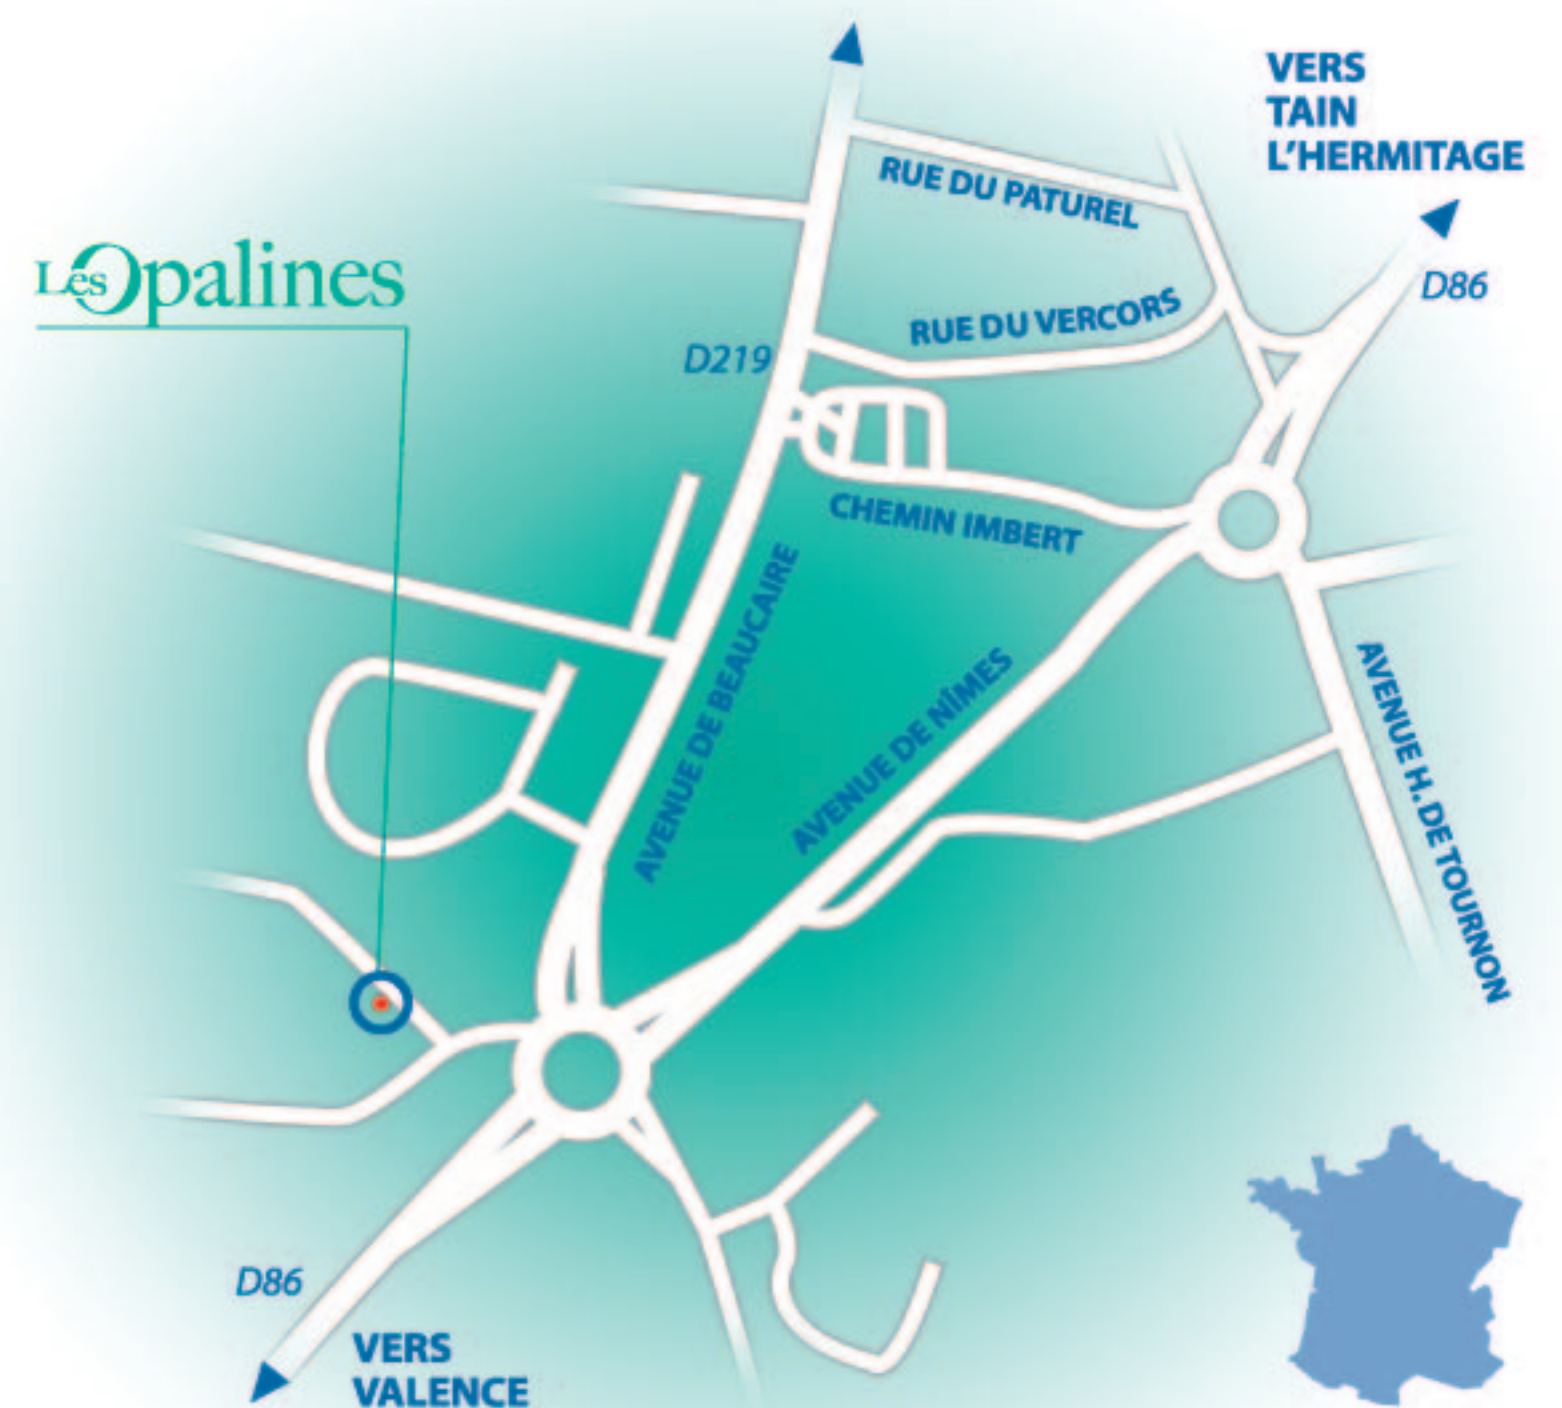 VERS
TAIN
L'HERMITAGE
RUE DU PATUREL
Les Opalines
D86
RUE DU VERCORS
D219
CHEMIN IMBERT
AVENUE DE BEAUCAIRE
AVENUE DE NÎMES
AVENUE H. DE TOURNON
D86
VERS
VALENCE